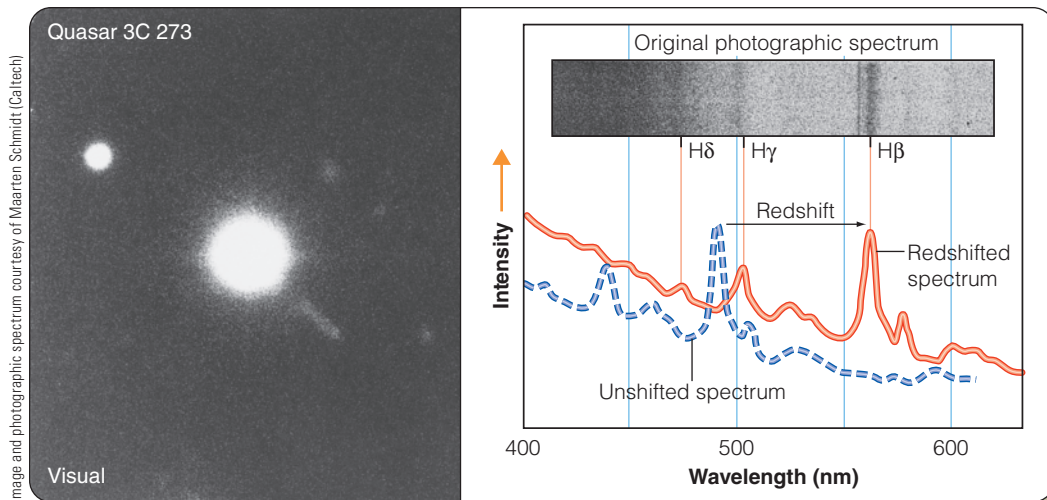 mage and photographic spectrum courtesy of Maarten Schmidt (Caltech)
Quasar 3C 273
Visual
Original photographic spectrum
Hδ Hγ Hβ
Redshift
Redshifted
spectrum
Unshifted spectrum
Intensity
400 500 600
Wavelength (nm)